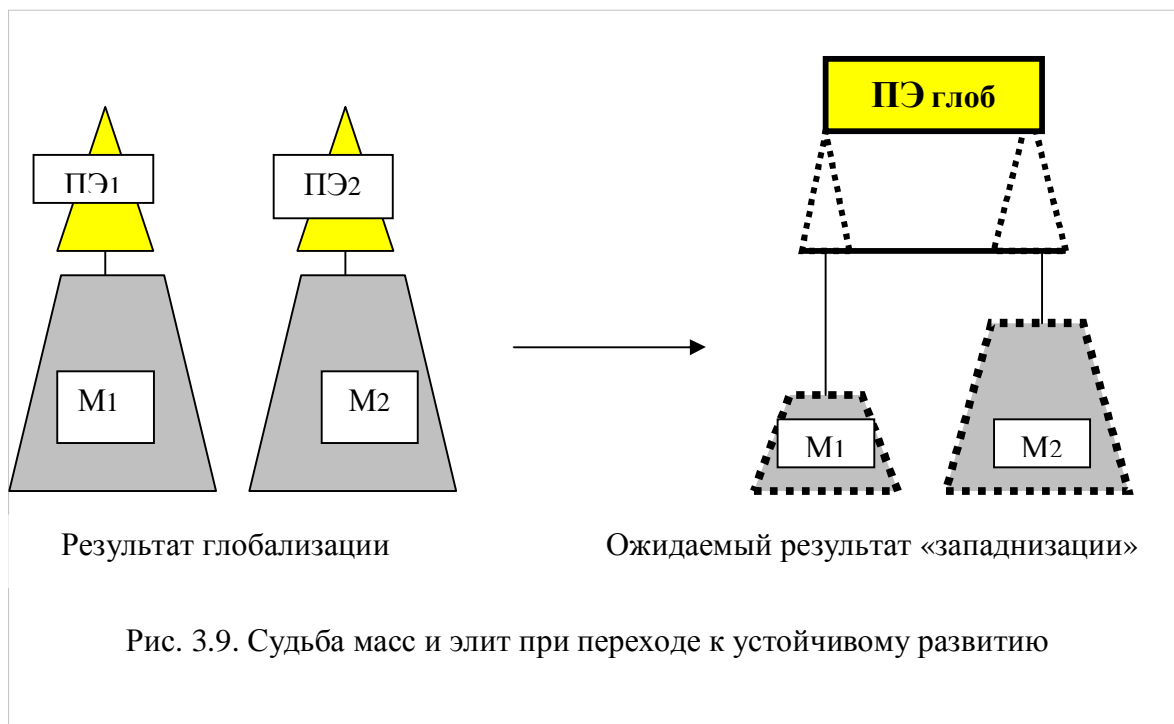 ПЭ глоб
ПЭ1
ПЭ2
М1
М2
М1
М2
Результат глобализации
Ожидаемый результат «западнизации»
Рис. 3.9. Судьба масс и элит при переходе к устойчивому развитию